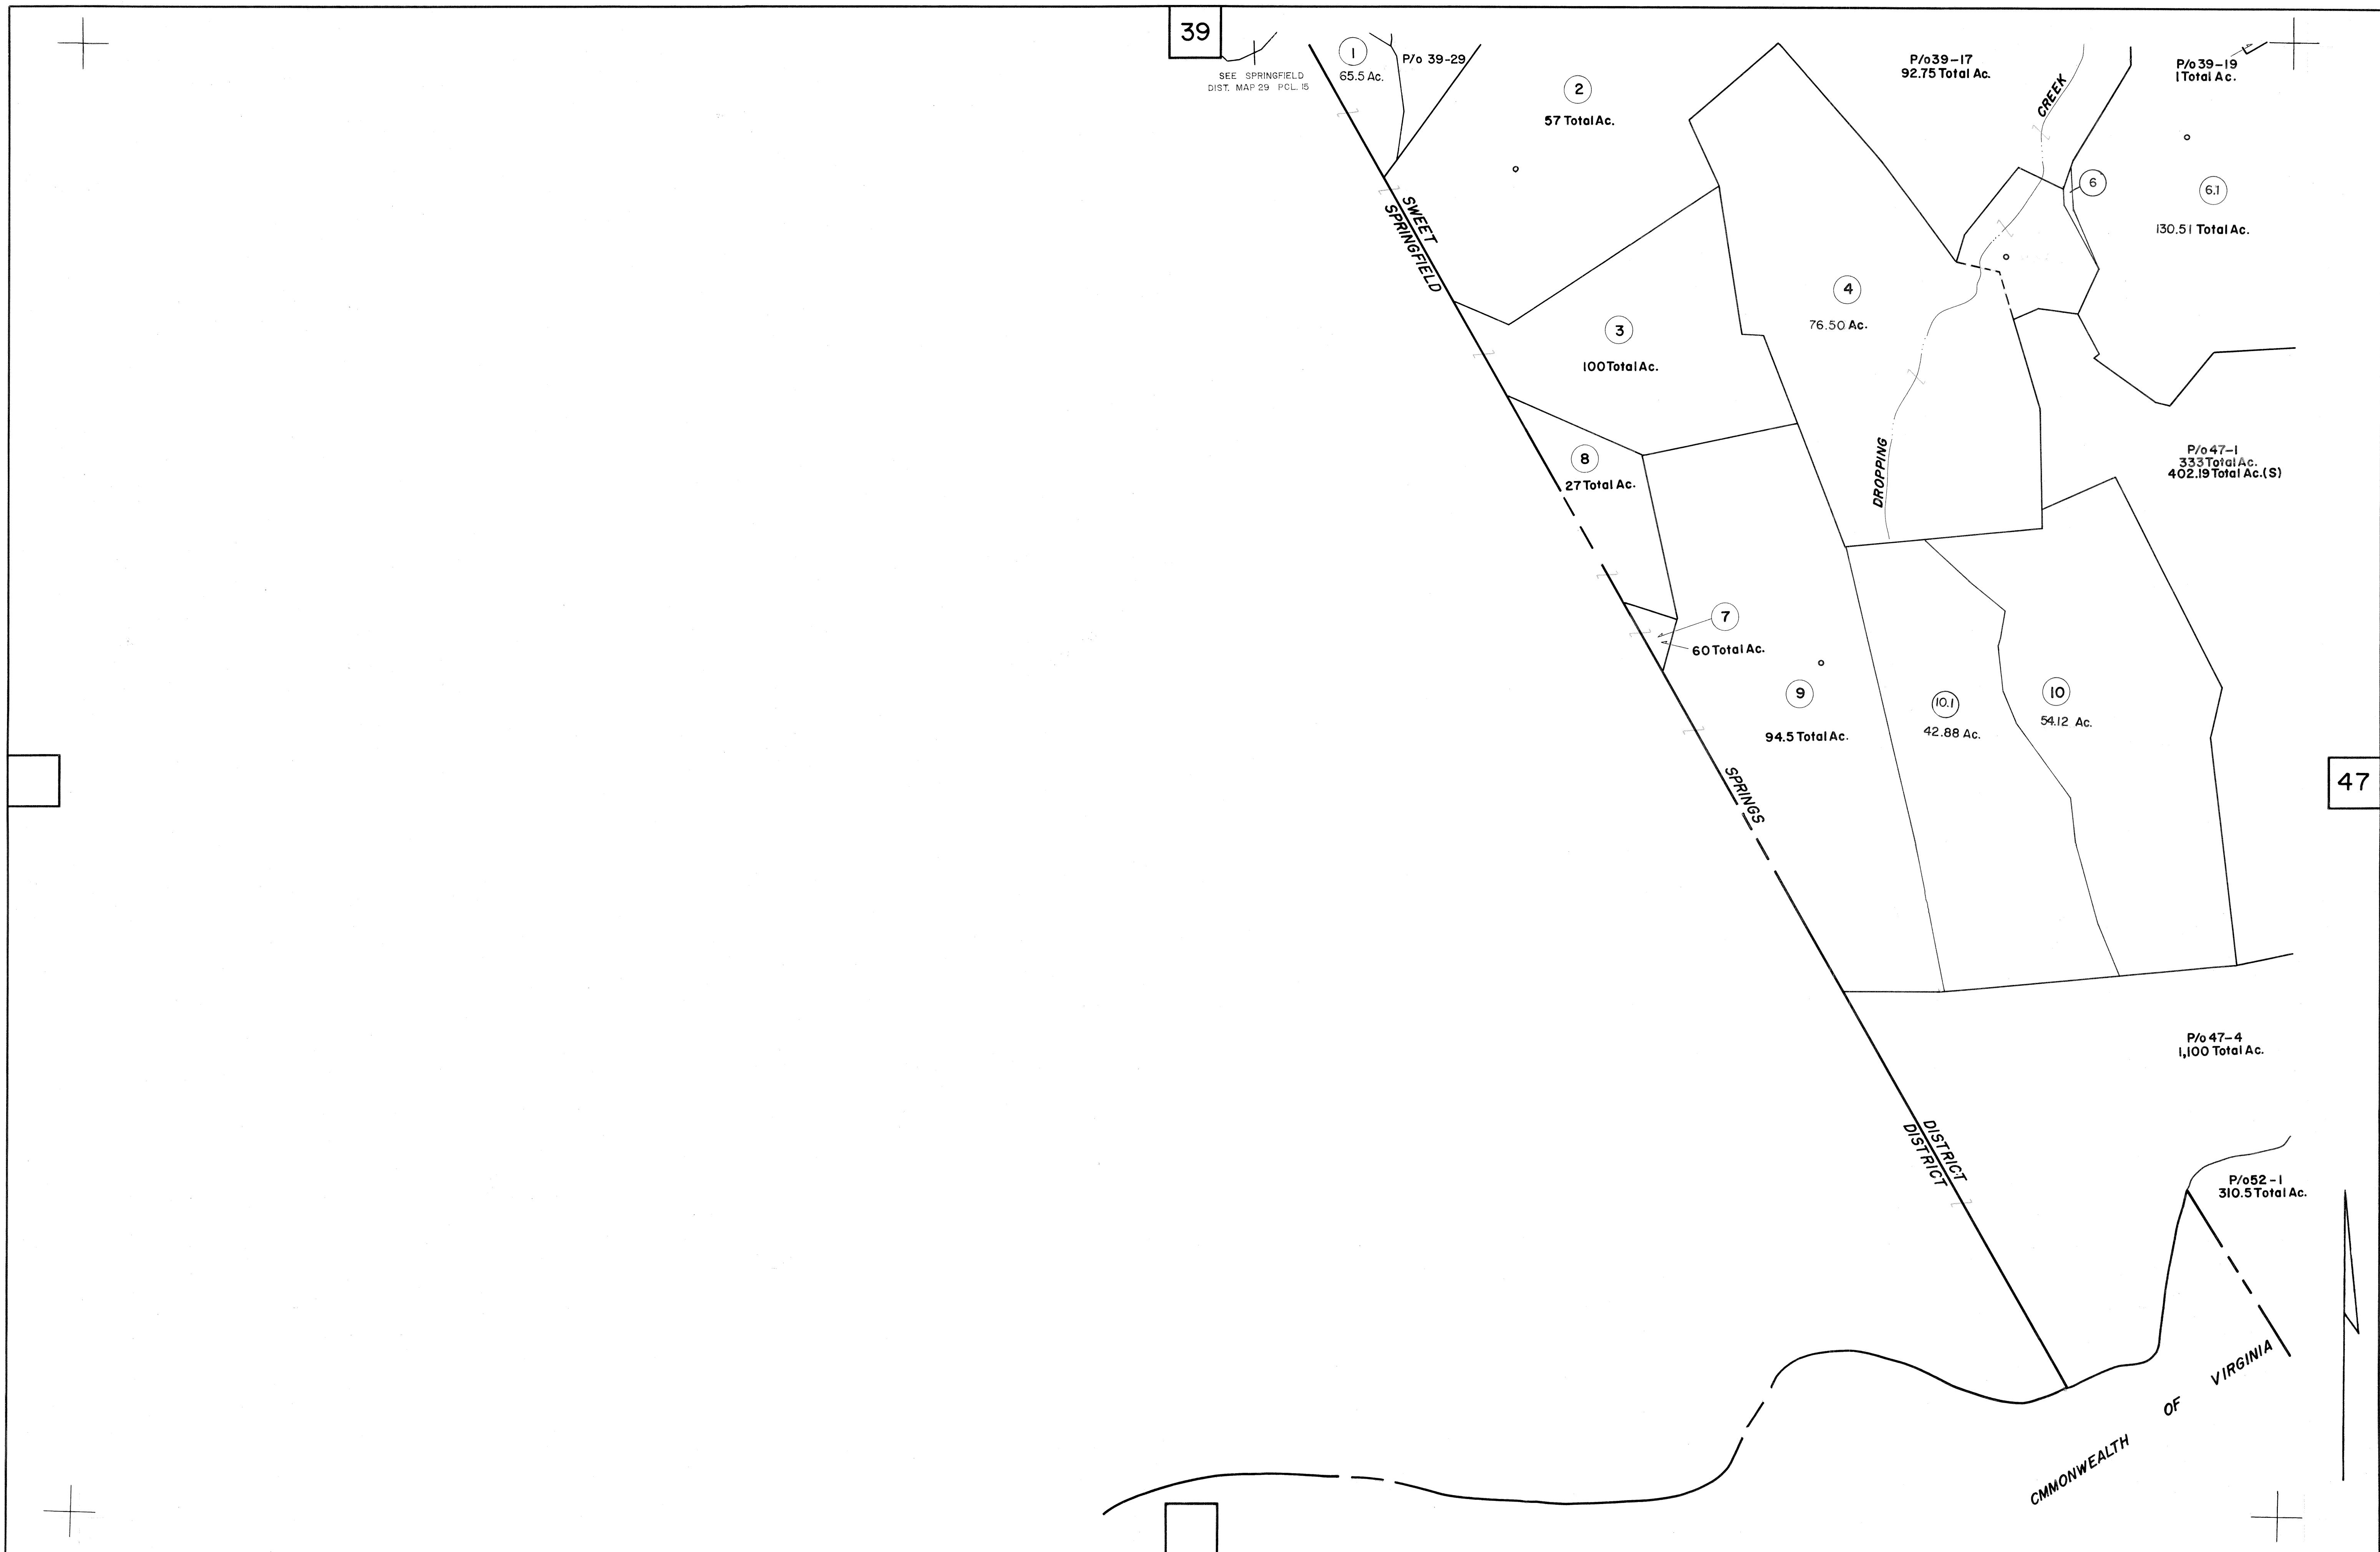 39
SEE SPRINGFIELD
DIST. MAP 29 PCL. 15
1
65.5 Ac.
P/o 39-29
2
57 Total Ac.
P/o 39-17
92.75 Total Ac.
CREEK
P/o 39-19
1 Total Ac.
6
6.1
130.51 Total Ac.
SWEET
SPRINGFIELD
3
100 Total Ac.
4
76.50 Ac.
DROPPING
P/o 47-1
333 Total Ac.
402.19 Total Ac.(S)
8
27 Total Ac.
7
60 Total Ac.
9
94.5 Total Ac.
10.1
42.88 Ac.
10
54.12 Ac.
47
SPRINGS
P/o 47-4
1,100 Total Ac.
DISTRICT
DISTRICT
P/o 52-1
310.5 Total Ac.
CMMONWEALTH OF VIRGINIA